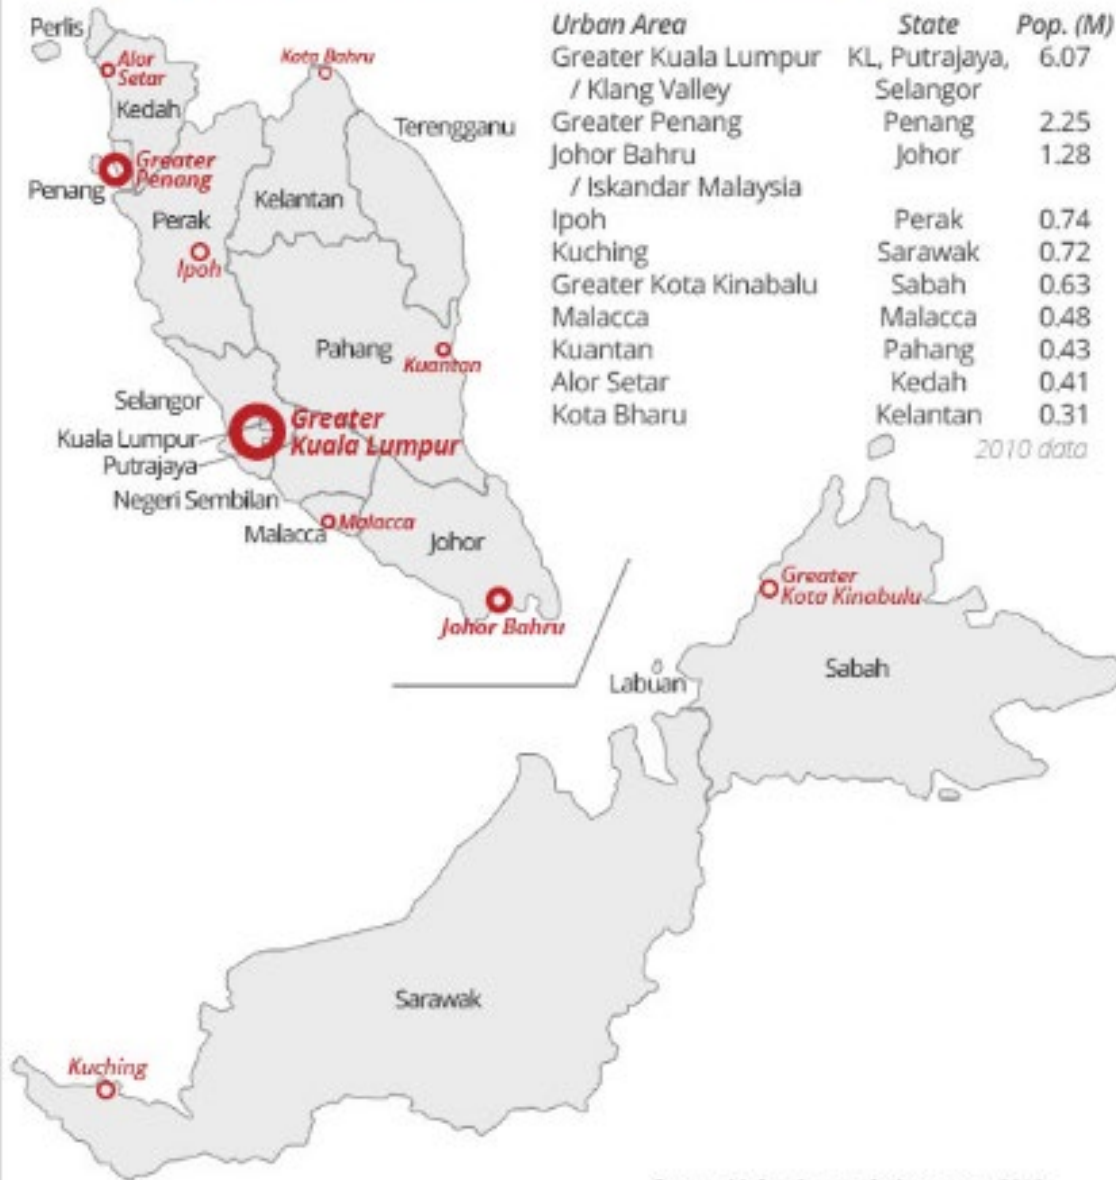 Urban Area State Pop. (M)
Greater Kuala Lumpur KL, Putrajaya, 6.07
/ Klang Valley Selangor
Greater Penang Penang 2.25
Johor Bahru Johor 1.28
/ Iskandar Malaysia
Ipoh Perak 0.74
Kuching Sarawak 0.72
Greater Kota Kinabalu Sabah 0.63
Malacca Malacca 0.48
Kuantan Pahang 0.43
Alor Setar Kedah 0.41
Kota Bharu Kelantan 0.31
2010 data
Perlis
Alor
Setar
Kota Bahru
Kedah
Terengganu
Greater
Penang
Penang
Kelantan
Perak
Ipoh
Pahang
Kuantan
Selangor
Greater
Kuala Lumpur
Kuala Lumpur
Putrajaya
Negeri Sembilan
Malacca
Malacca
Johor
Johor Bahru
Greater
Kota Kinabulu
Labuan
Sabah
Sarawak
Kuching